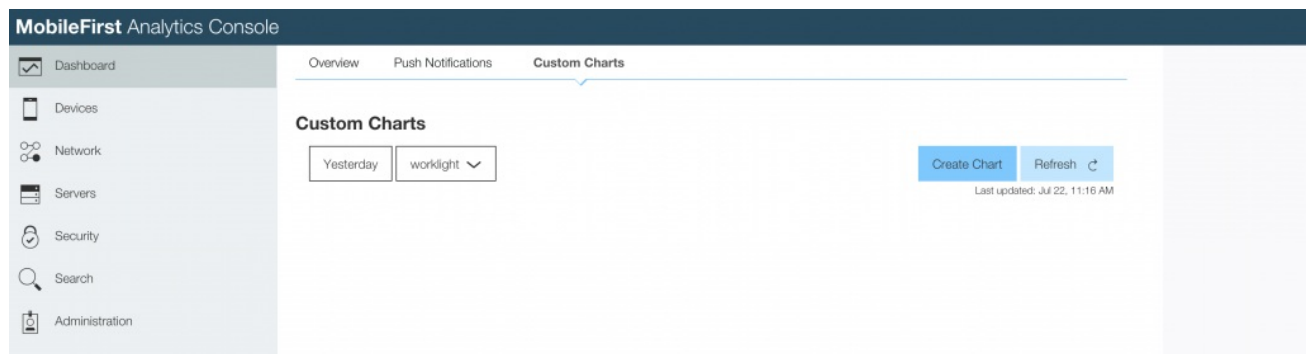 MobileFirst Analytics Console
Dashboard
Devices
Network
Servers
Security
Search
Administration
Overview Push Notifications Custom Charts
Custom Charts
Yesterday worklight Create Chart Refresh
Last updated: Jul 22, 11:16 AM